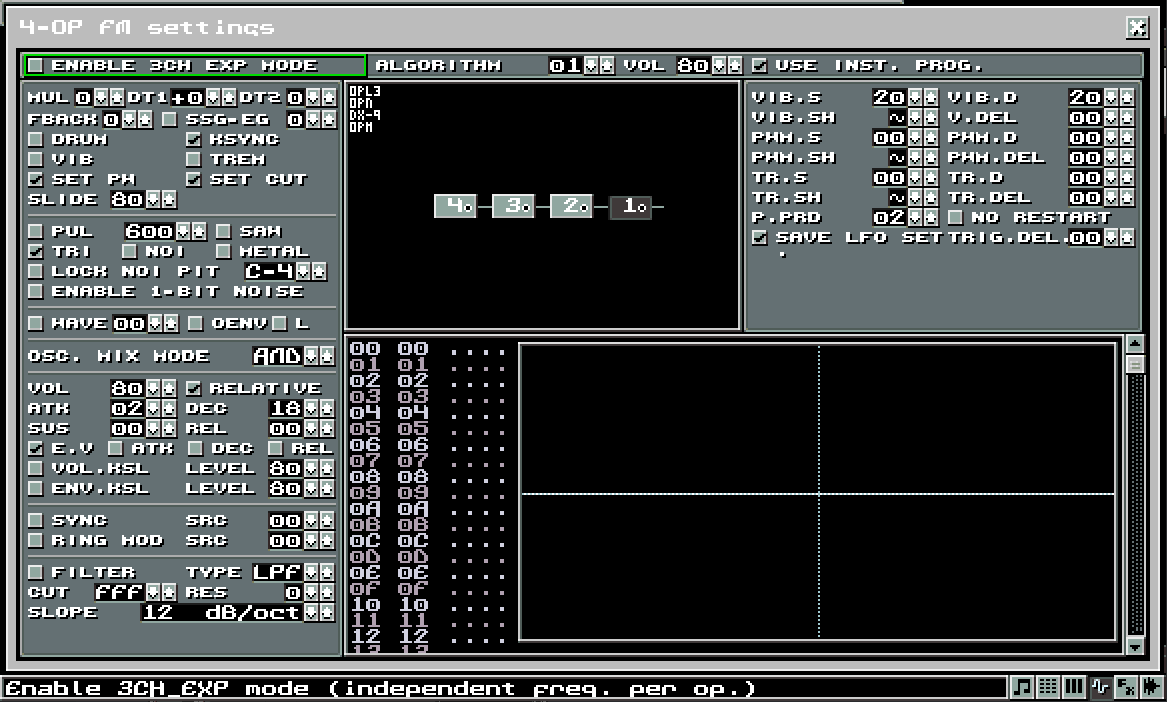 4-OP FM settings
ENABLE 3CH EXP MODE ALGORITHM 01 VOL 80 USE INST. PROG.
MUL 0 DT1 +0 DT2 0
FBACK 0 SSG-EG 0
DRUM KSYNC
VIB TREM
SET PW SET CUT
SLIDE 80
PUL 600 SAW
TRI NOI METAL
LOCK NOI PIT C-4
ENABLE 1-BIT NOISE
WAVE 00 OENV L
OSC. MIX MODE AND
VOL 80 RELATIVE
ATK 02 DEC 18
SUS 00 REL 00
E.V ATK DEC REL
VOL.KSL LEVEL 80
ENV.KSL LEVEL 80
SYNC SRC 00
RING MOD SRC 00
FILTER TYPE LPF
CUT FFF RES 0
SLOPE 12 dB/oct
OPL3
OPN
DX-9
OPM
4 3 2 1
VIB.S 20 VIB.D 20
VIB.SH ~ V.DEL 00
PWM.S 00 PWM.D 00
PWM.SH ~ PWM.DEL 00
TR.S 00 TR.D 00
TR.SH ~ TR.DEL 00
P.PRD 02 NO RESTART
SAVE LFO SET TRIG.DEL. 00
.
00 00 ....
01 01 ....
02 02 ....
03 03 ....
04 04 ....
05 05 ....
06 06 ....
07 07 ....
08 08 ....
09 09 ....
0A 0A ....
0B 0B ....
0C 0C ....
0D 0D ....
0E 0E ....
0F 0F ....
10 10 ....
11 11 ....
12 12 ....
Enable 3CH_EXP mode (independent freq. per op.)
Fx